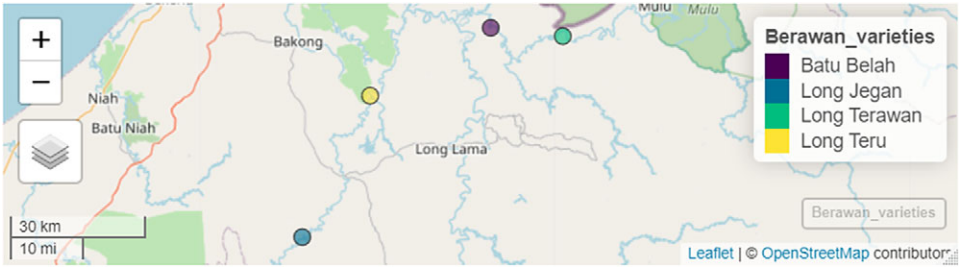 Mulu
Mulu
Bakong
Niah
Batu Niah
Long Lama
+
−
30 km
10 mi
Berawan_varieties
Batu Belah
Long Jegan
Long Terawan
Long Teru
Berawan_varieties
Leaflet | © OpenStreetMap contributors